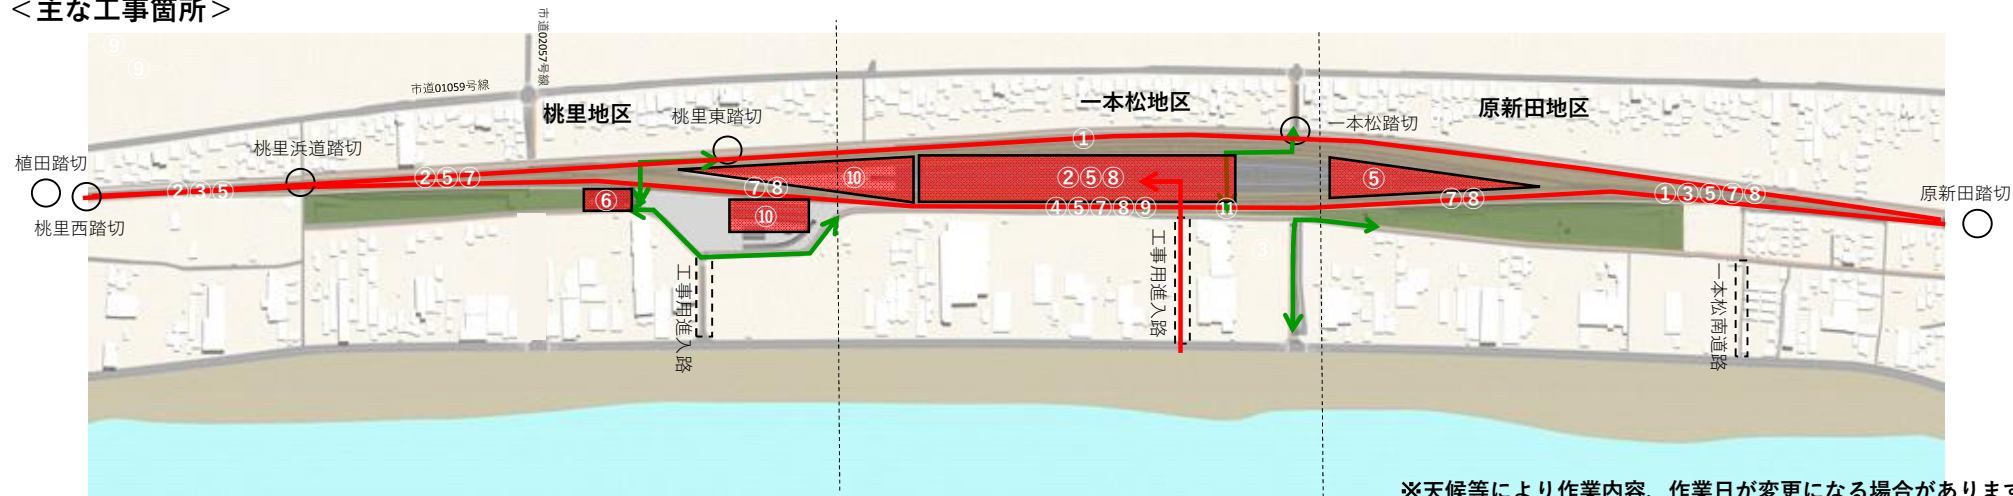 ＜主な工事箇所＞
⑨
⑨
市道02057号線
市道01059号線
桃里地区
桃里東踏切
一本松地区
原新田地区
一本松踏切
植田踏切
桃里浜道踏切
桃里西踏切
原新田踏切
①
②③⑤
②⑤⑦
⑥
⑦⑧
⑩
⑩
②⑤⑧
④⑤⑦⑧⑨
⑪
⑤
⑦⑧
①③⑤⑦⑧
3
工事用進入路
工事用進入路
一本松南道路
※天候等により作業内容、作業日が変更になる場合があります